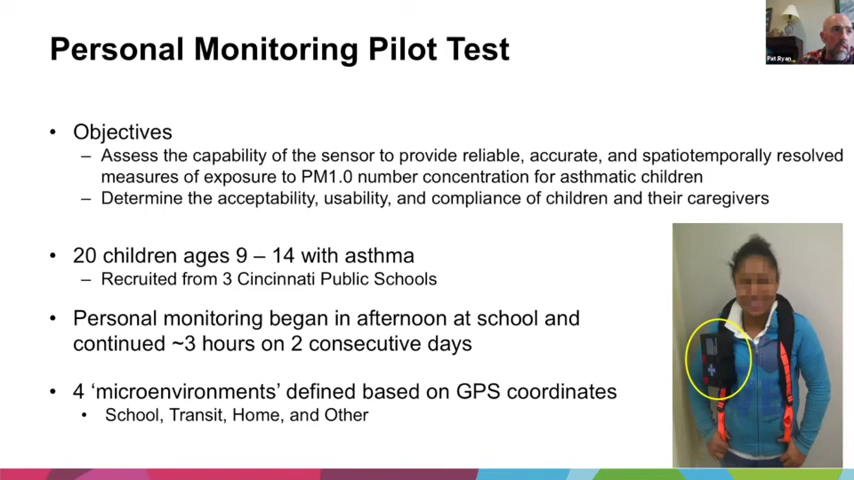 Personal Monitoring Pilot Test
Pat Ryan
• Objectives
– Assess the capability of the sensor to provide reliable, accurate, and spatiotemporally resolved
measures of exposure to PM1.0 number concentration for asthmatic children
– Determine the acceptability, usability, and compliance of children and their caregivers
• 20 children ages 9 – 14 with asthma
– Recruited from 3 Cincinnati Public Schools
• Personal monitoring began in afternoon at school and
continued ~3 hours on 2 consecutive days
• 4 ‘microenvironments’ defined based on GPS coordinates
• School, Transit, Home, and Other